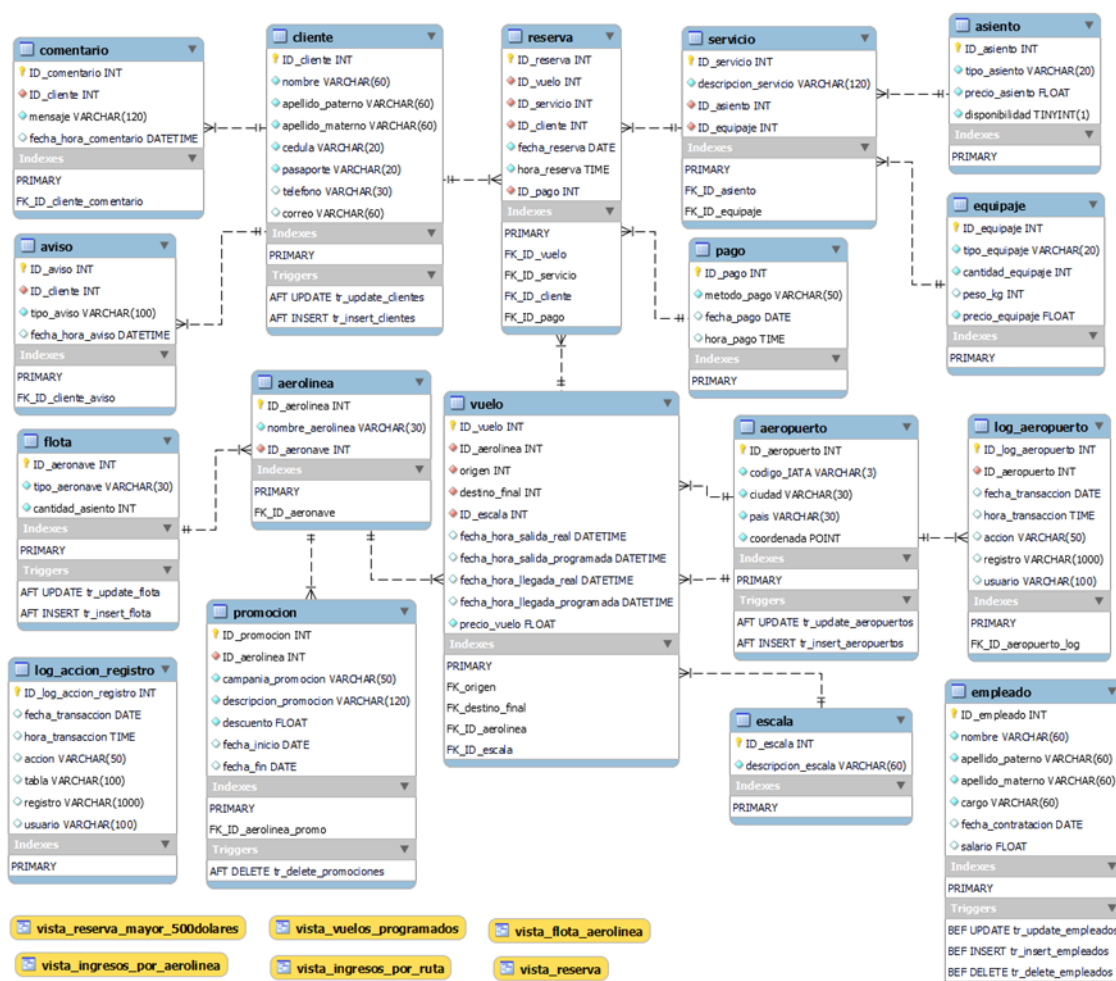 comentario
ID_comentario INT
ID_cliente INT
mensaje VARCHAR(120)
fecha_hora_comentario DATETIME
Indexes
PRIMARY
FK_ID_cliente_comentario
cliente
ID_cliente INT
nombre VARCHAR(60)
apellido_paterno VARCHAR(60)
apellido_materno VARCHAR(60)
cedula VARCHAR(20)
pasaporte VARCHAR(20)
telefono VARCHAR(30)
correo VARCHAR(60)
Indexes
PRIMARY
Triggers
AFT UPDATE tr_update_clientes
AFT INSERT tr_insert_clientes
reserva
ID_reserva INT
ID_vuelo INT
ID_servicio INT
ID_cliente INT
fecha_reserva DATE
hora_reserva TIME
ID_pago INT
Indexes
PRIMARY
FK_ID_vuelo
FK_ID_servicio
FK_ID_cliente
FK_ID_pago
servicio
ID_servicio INT
descripcion_servicio VARCHAR(120)
ID_asiento INT
ID_equipaje INT
Indexes
PRIMARY
FK_ID_asiento
FK_ID_equipaje
asiento
ID_asiento INT
tipo_asiento VARCHAR(20)
precio_asiento FLOAT
disponibilidad TINYINT(1)
Indexes
PRIMARY
equipaje
ID_equipaje INT
tipo_equipaje VARCHAR(20)
cantidad_equipaje INT
peso_kg INT
precio_equipaje FLOAT
Indexes
PRIMARY
aviso
ID_aviso INT
ID_cliente INT
tipo_aviso VARCHAR(100)
fecha_hora_aviso DATETIME
Indexes
PRIMARY
FK_ID_cliente_aviso
pago
ID_pago INT
metodo_pago VARCHAR(50)
fecha_pago DATE
hora_pago TIME
Indexes
PRIMARY
aerolinea
ID_aerolinea INT
nombre_aerolinea VARCHAR(30)
ID_aeronave INT
Indexes
PRIMARY
FK_ID_aeronave
vuelo
ID_vuelo INT
ID_aerolinea INT
origen INT
destino_final INT
ID_escala INT
fecha_hora_salida_real DATETIME
fecha_hora_salida_programada DATETIME
fecha_hora_llegada_real DATETIME
fecha_hora_llegada_programada DATETIME
precio_vuelo FLOAT
Indexes
PRIMARY
FK_origen
FK_destino_final
FK_ID_aerolinea
FK_ID_escala
aeropuerto
ID_aeropuerto INT
codigo_IATA VARCHAR(3)
ciudad VARCHAR(30)
pais VARCHAR(30)
coordenada POINT
Indexes
PRIMARY
Triggers
AFT UPDATE tr_update_aeropuertos
AFT INSERT tr_insert_aeropuertos
log_aeropuerto
ID_log_aeropuerto INT
ID_aeropuerto INT
fecha_transaccion DATE
hora_transaccion TIME
accion VARCHAR(50)
registro VARCHAR(1000)
usuario VARCHAR(100)
Indexes
PRIMARY
FK_ID_aeropuerto_log
flota
ID_aeronave INT
tipo_aeronave VARCHAR(30)
cantidad_asiento INT
Indexes
PRIMARY
Triggers
AFT UPDATE tr_update_flota
AFT INSERT tr_insert_flota
promocion
ID_promocion INT
ID_aerolinea INT
campania_promocion VARCHAR(50)
descripcion_promocion VARCHAR(120)
descuento FLOAT
fecha_inicio DATE
fecha_fin DATE
Indexes
PRIMARY
FK_ID_aerolinea_promo
Triggers
AFT DELETE tr_delete_promociones
log_accion_registro
ID_log_accion_registro INT
fecha_transaccion DATE
hora_transaccion TIME
accion VARCHAR(50)
tabla VARCHAR(100)
registro VARCHAR(1000)
usuario VARCHAR(100)
Indexes
PRIMARY
escala
ID_escala INT
descripcion_escala VARCHAR(60)
Indexes
PRIMARY
empleado
ID_empleado INT
nombre VARCHAR(60)
apellido_paterno VARCHAR(60)
apellido_materno VARCHAR(60)
cargo VARCHAR(60)
fecha_contratacion DATE
salario FLOAT
Indexes
PRIMARY
Triggers
BEF UPDATE tr_update_empleados
BEF INSERT tr_insert_empleados
BEF DELETE tr_delete_empleados
vista_reserva_mayor_500dolares
vista_vuelos_programados
vista_flota_aerolinea
vista_ingresos_por_aerolinea
vista_ingresos_por_ruta
vista_reserva